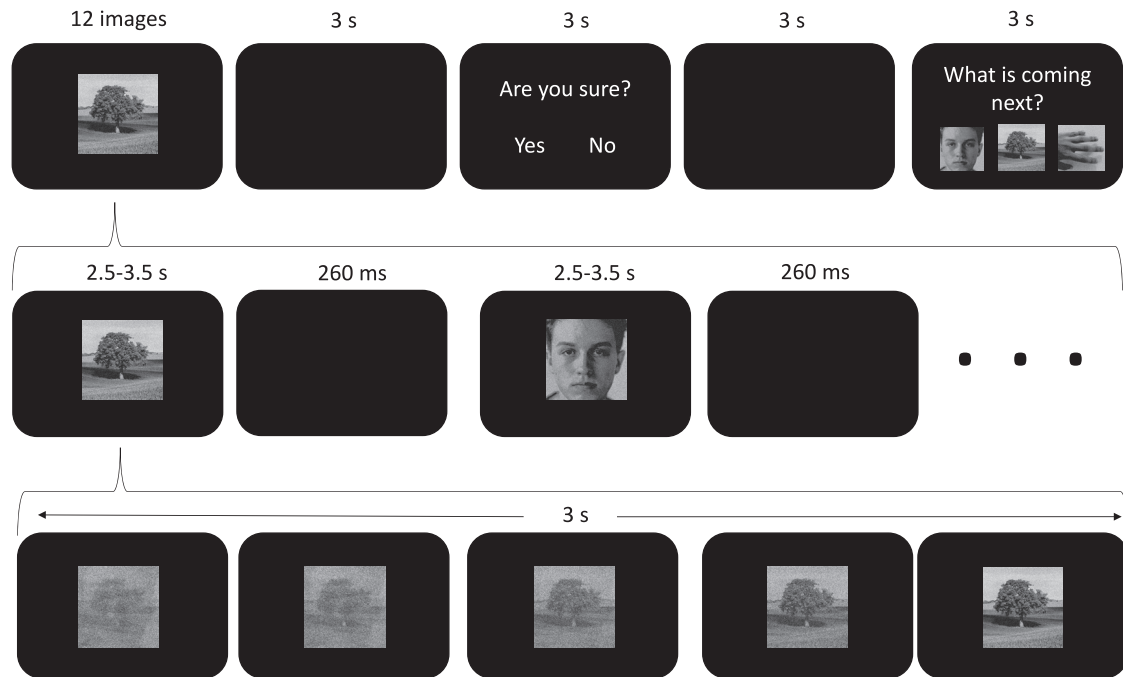 12 images 3 s 3 s 3 s 3 s
Are you sure?
Yes No
What is coming
next?
2.5-3.5 s 260 ms 2.5-3.5 s 260 ms
3 s